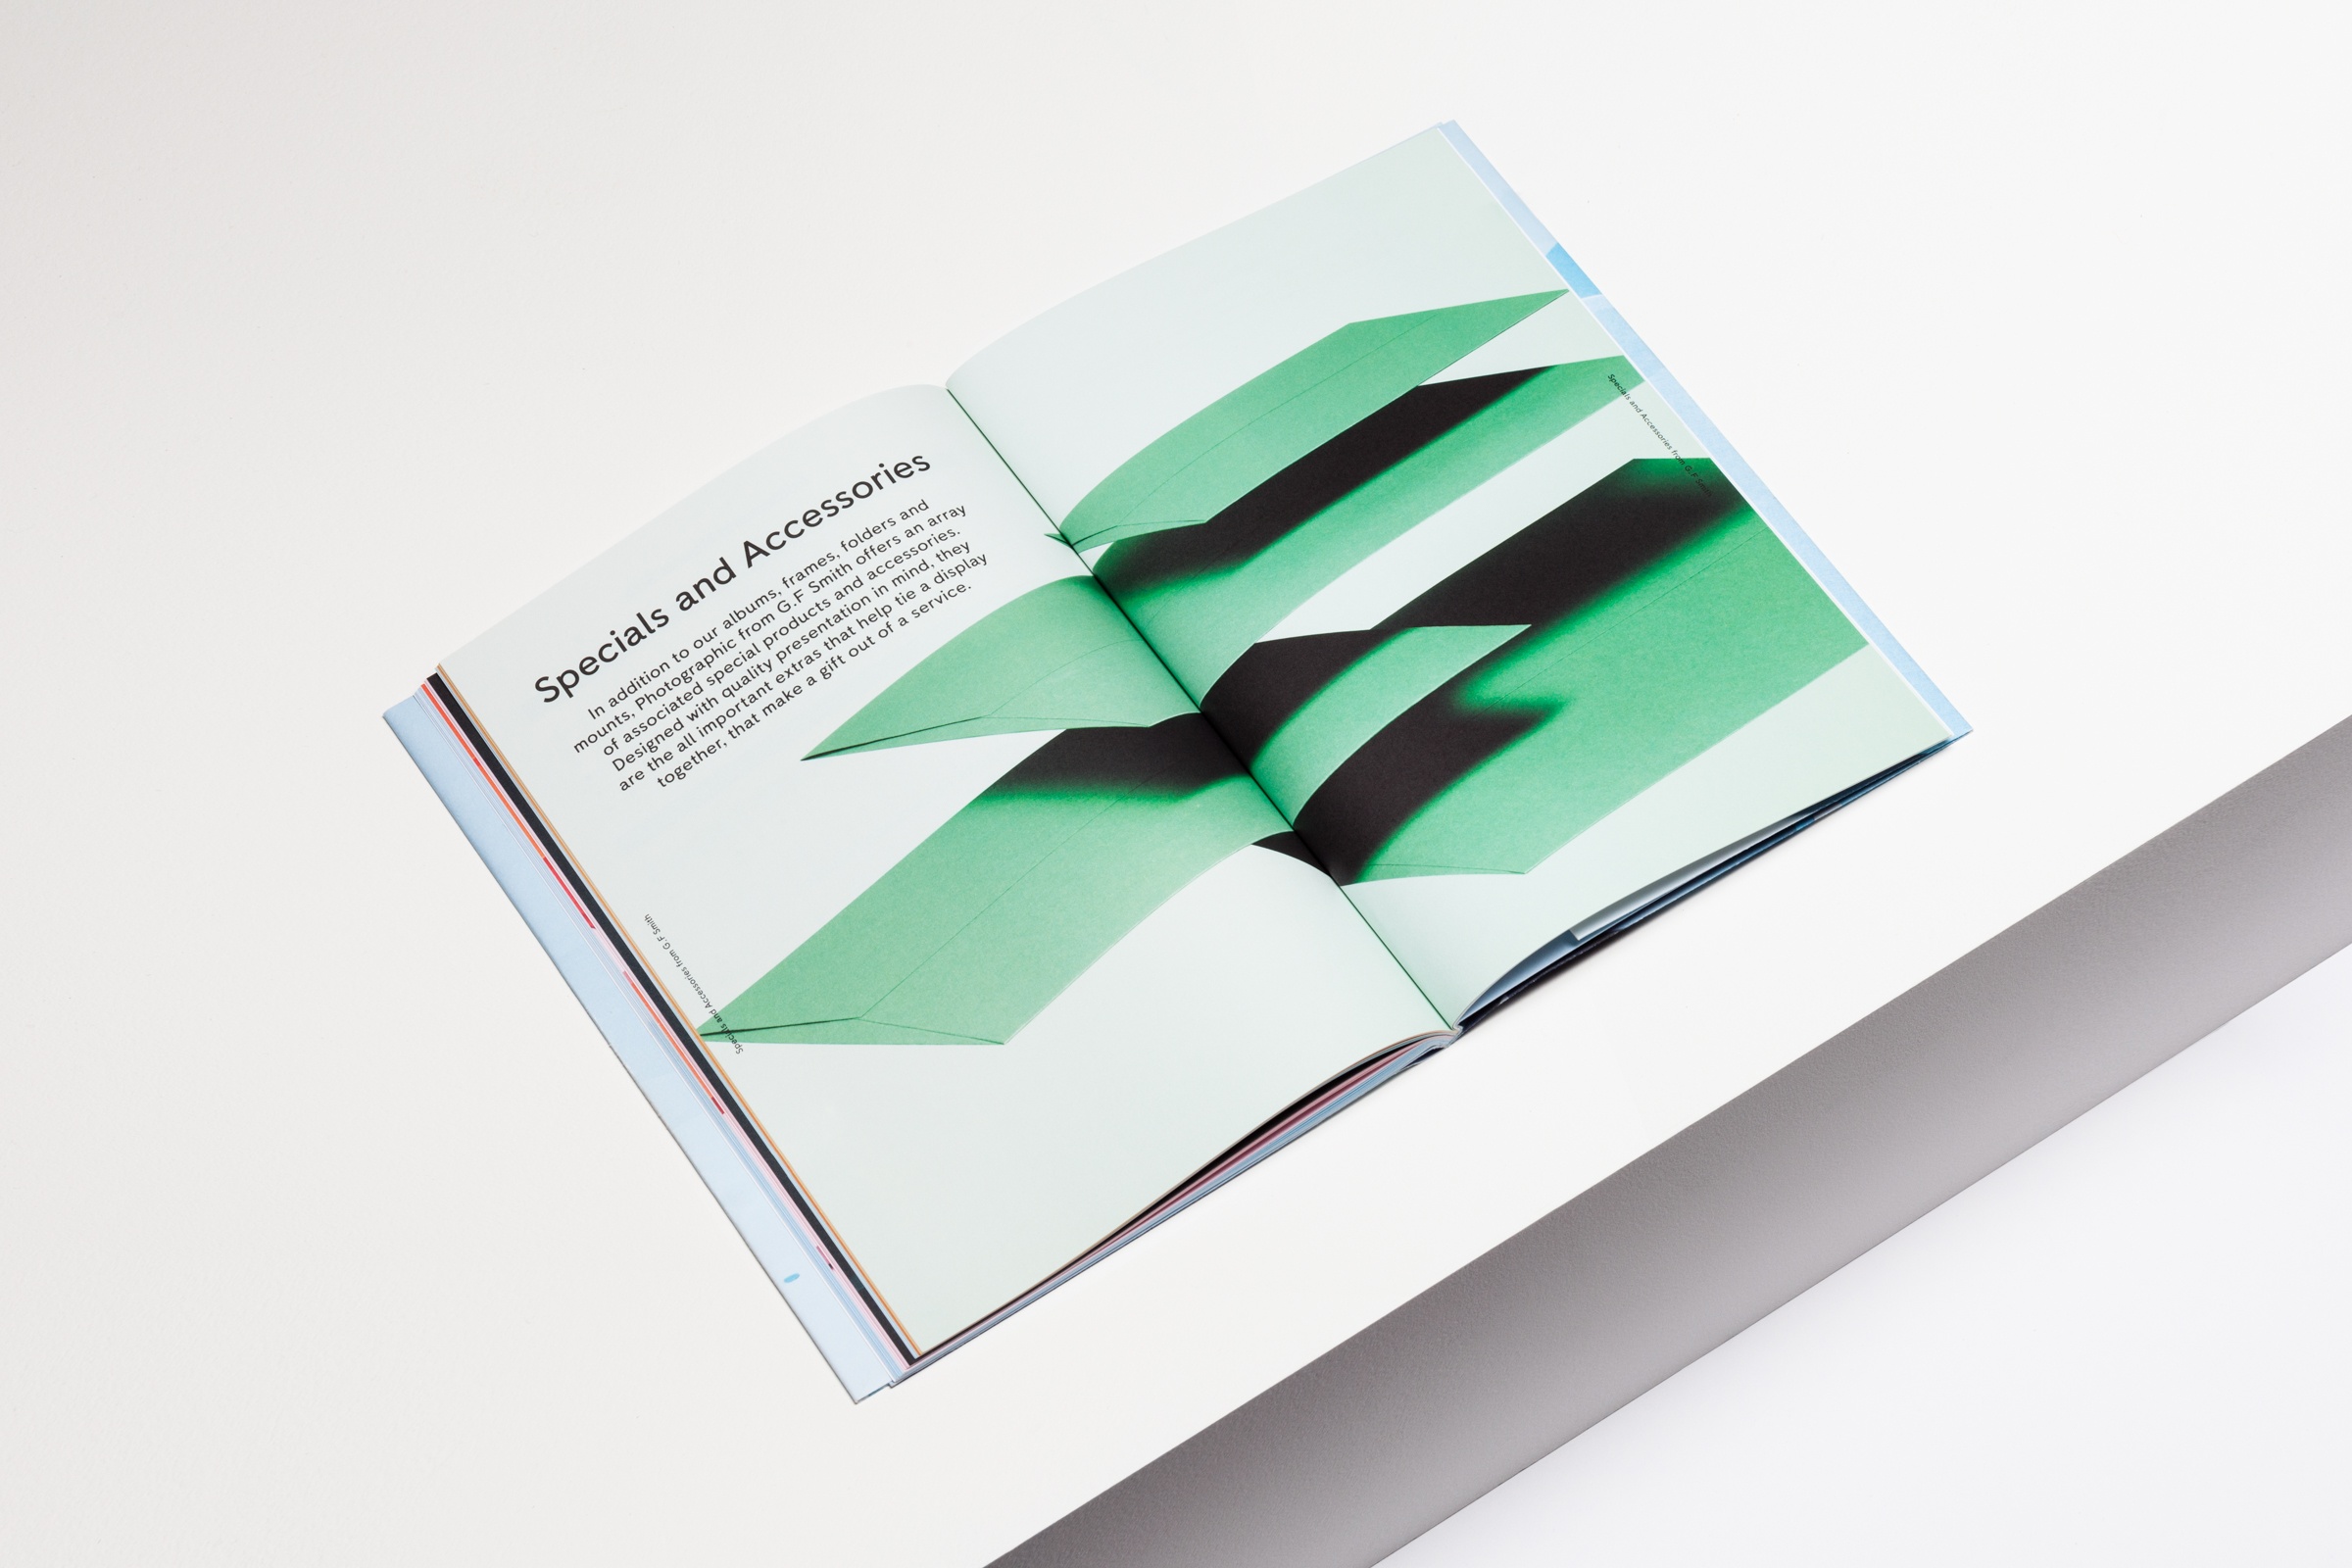 Specials and Accessories
In addition to our albums, frames, folders and
mounts, Photographic from G.F Smith offers an array
of associated special products and accessories.
Designed with quality presentation in mind, they
are the all important extras that help tie a display
together, that make a gift out of a service.
Specials and Accessories from G.F Smith
Specials and Accessories from G.F Smith